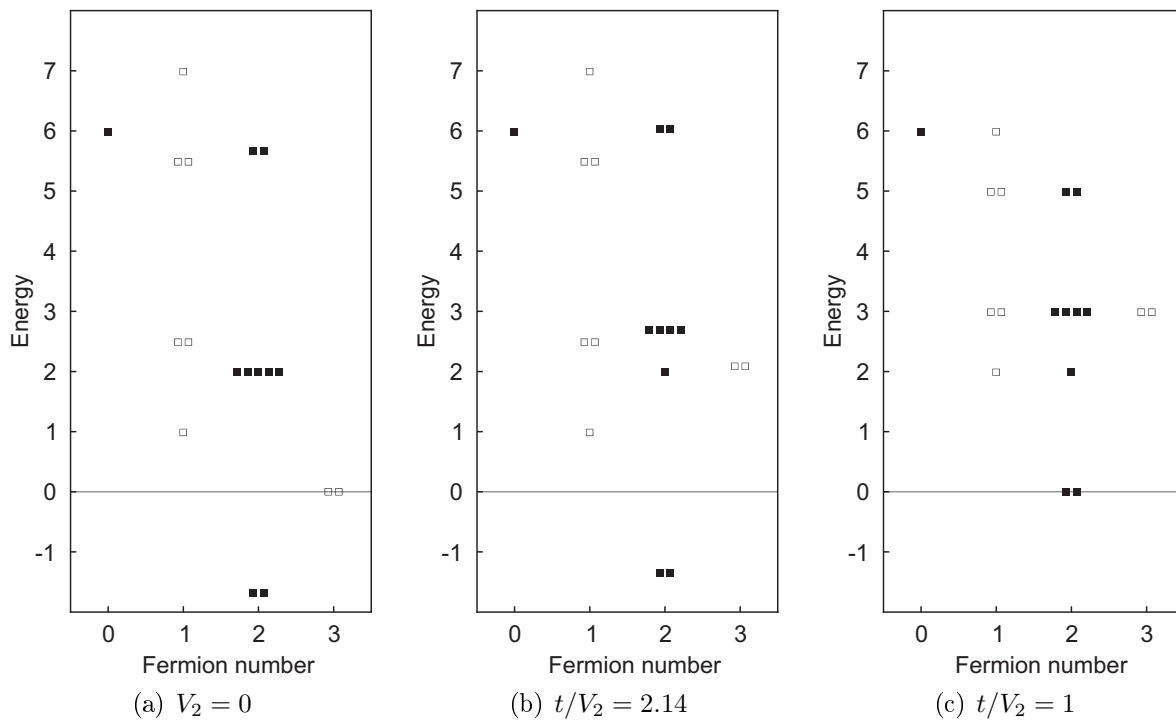 7
6
5
4
3
2
1
0
-1
Energy
0 1 2 3
Fermion number
(a) V₂ = 0
7
6
5
4
3
2
1
0
-1
Energy
0 1 2 3
Fermion number
(b) t/V₂ = 2.14
7
6
5
4
3
2
1
0
-1
Energy
0 1 2 3
Fermion number
(c) t/V₂ = 1